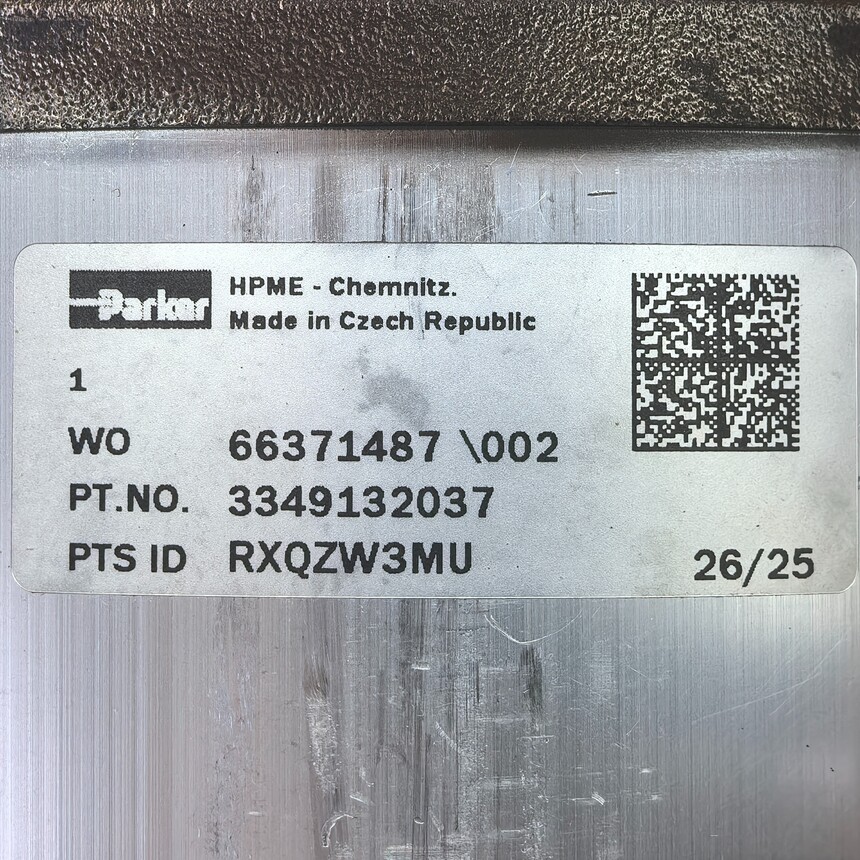 Parker
HPME - Chemnitz.
Made in Czech Republic
1
WO 66371487 \002
PT.NO. 3349132037
PTS ID RXQZW3MU 26/25